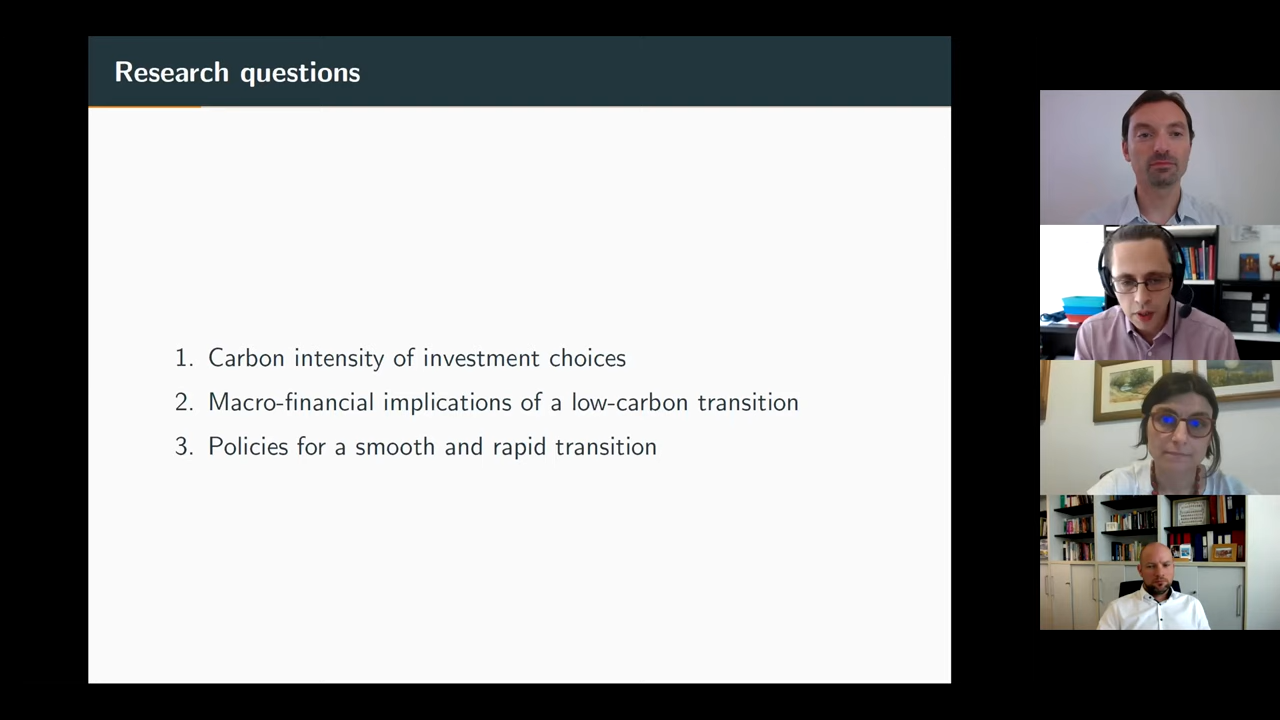 Research questions
1. Carbon intensity of investment choices
2. Macro-financial implications of a low-carbon transition
3. Policies for a smooth and rapid transition